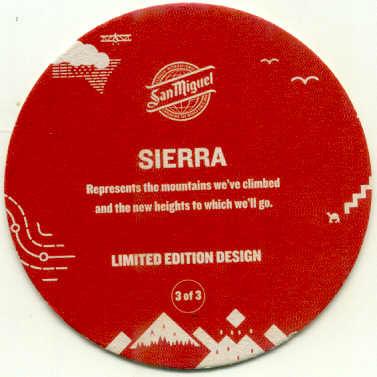 San Miguel
SIERRA
Represents the mountains we've climbed
and the new heights to which we'll go.
LIMITED EDITION DESIGN
3 of 3